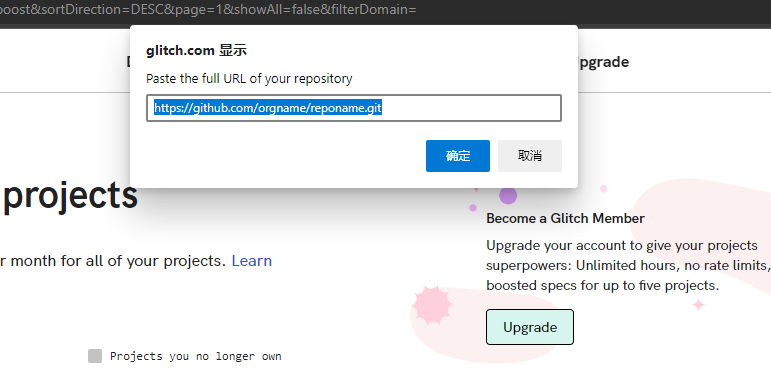 oost&sortDirection=DESC&page=1&showAll=false&filterDomain=
glitch.com 显示
Paste the full URL of your repository
https://github.com/orgname/reponame.git
确定 取消
pgrade
projects
r month for all of your projects. Learn
Become a Glitch Member
Upgrade your account to give your projects
superpowers: Unlimited hours, no rate limits,
boosted specs for up to five projects.
Upgrade
Projects you no longer own